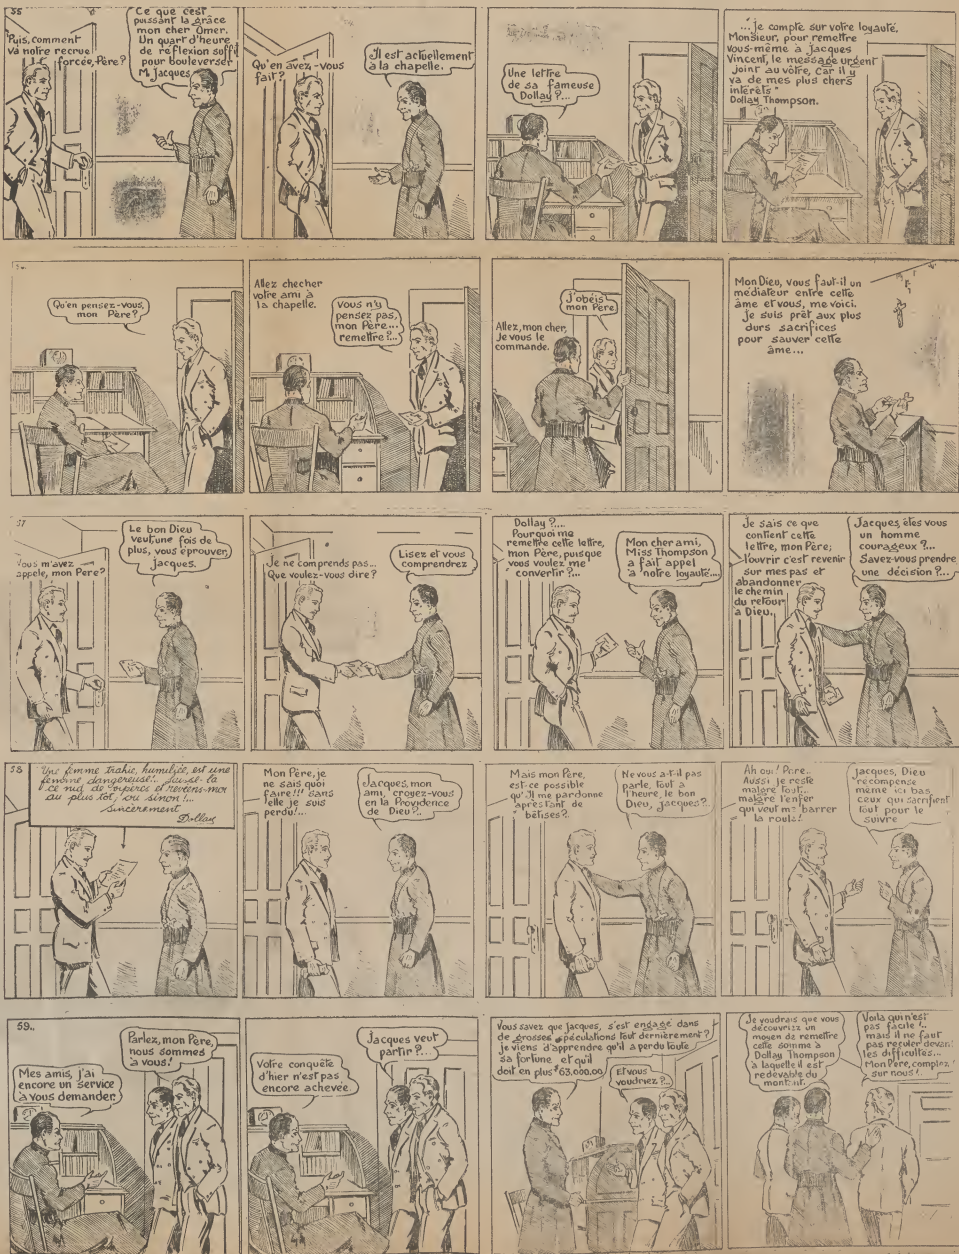 55
Puis, comment
va notre recrue
forcée, Père?
Ce que c'est
puissant la grâce
mon cher Omer.
Un quart d'heure
de réflexion suffit
pour bouleverser
M. Jacques
Qu'en avez-vous
fait?
Il est actuellement
à la chapelle.
Une lettre
de sa fameuse
Dollay?...
"...je compte sur votre loyauté,
Monsieur, pour remettre
vous-même à Jacques
Vincent, le message urgent
joint au vôtre, car il y
va de mes plus chers
intérêts"
Dollay Thompson.
Qu'en pensez-vous,
mon Père?
Allez checher
votre ami à
la chapelle.
Vous n'y
pensez pas,
mon Père...
remettre?...
Allez, mon cher,
je vous le
commande.
J'obéis
mon Père
Mon Dieu, vous faut-il un
médiateur entre cette
âme et vous, me voici.
je suis prêt aux plus
durs sacrifices
pour sauver cette
âme...
57
Vous m'avez
appelé, mon Père?
Le bon Dieu
veut, une fois de
plus, vous éprouver,
Jacques.
Je ne comprends pas...
Que voulez-vous dire?
Lisez et vous
comprendrez
Dollay?....
Pourquoi me
remettre cette lettre,
mon Père, puisque
vous voulez me
convertir?...
Mon cher ami,
Miss Thompson
a fait appel
à notre loyauté....
Je sais ce que
contient cette
lettre, mon Père;
l'ouvrir c'est revenir
sur mes pas et
abandonner
le chemin
du retour
à Dieu.
Jacques, êtes vous
un homme
courageux?...
Savez-vous prendre
une décision?...
58
Une femme trahie, humiliée, est une
femme dangereuse!..
ce nid de vipères et reviens-moi
au plus tôt, ou sinon!...
Sincèrement
Dollay
Mon Père, je
ne sais quoi
faire!!! sans
elle je suis
perdu!...
Jacques, mon
ami, croyez-vous
en la Providence
de Dieu?..
Mais mon Père,
est-ce possible
qu'Il me pardonne
après tant de
bêtises?.
Ne vous a-t-il pas
parlé, tout à
l'heure, le bon
Dieu, Jacques?.
Ah oui! Père..
Aussi je reste
malgré tout...
malgré l'enfer
qui veut me barrer
la route!
Jacques, Dieu
récompense
même ici bas
ceux qui sacrifient
tout pour le
suivre
59..
Mes amis, j'ai
encore un service
à vous demander.
Parlez, mon Père,
nous sommes
à vous!
Votre conquête
d'hier n'est pas
encore achevée.
Jacques veut
partir?...
Vous savez que Jacques, s'est engagé dans
de grosses spéculations tout dernièrement?
je viens d'apprendre qu'il a perdu toute
sa fortune et qu'il
doit en plus $63,000.00
Et vous
voudriez?...
Je voudrais que vous
découvriez un
moyen de remettre
cette somme à
Dollay Thompson
à laquelle il est
redevable du
montant.
Voilà qui n'est
pas facile!..
mais il ne faut
pas reculer devant
les difficultés...
Mon Père, comptez
sur nous!.